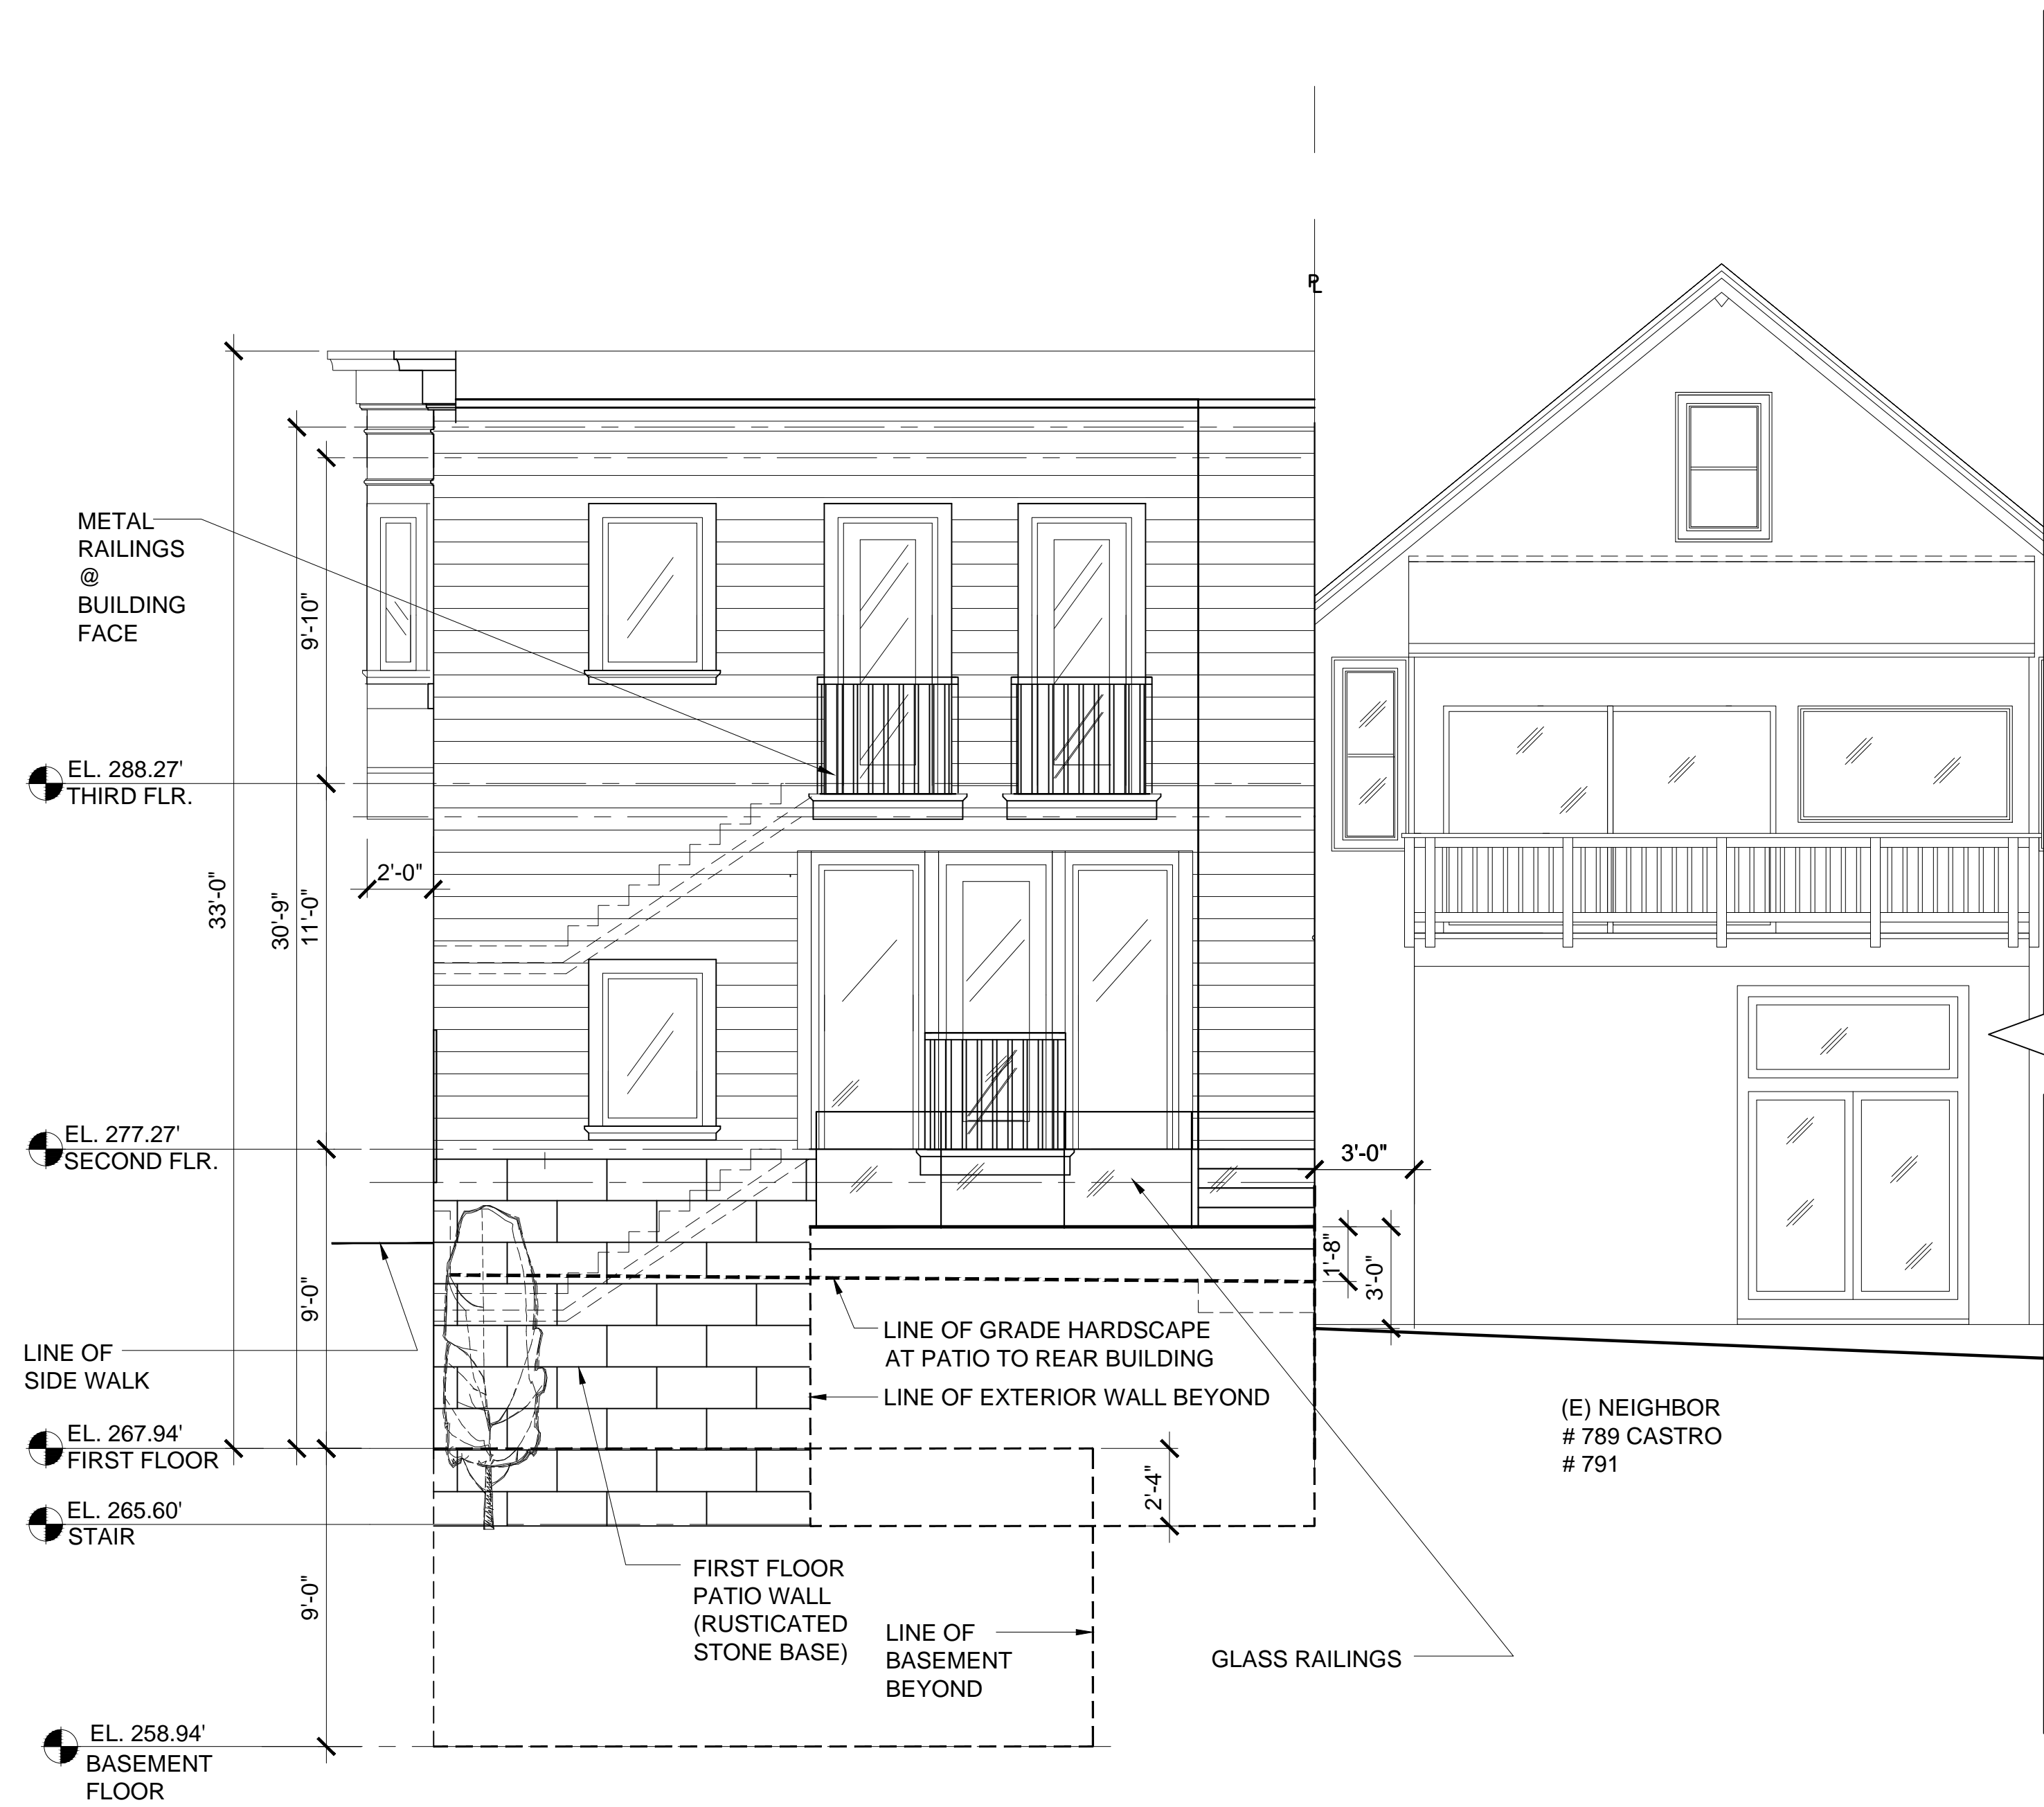 PL
METAL
RAILINGS
@
BUILDING
FACE
9'-10"
EL. 288.27'
THIRD FLR.
2'-0"
33'-0"
30'-9"
11'-0"
EL. 277.27'
SECOND FLR.
3'-0"
1'-8"
3'-0"
9'-0"
LINE OF
SIDE WALK
LINE OF GRADE HARDSCAPE
AT PATIO TO REAR BUILDING
LINE OF EXTERIOR WALL BEYOND
(E) NEIGHBOR
# 789 CASTRO
# 791
EL. 267.94'
FIRST FLOOR
2'-4"
EL. 265.60'
STAIR
9'-0"
FIRST FLOOR
PATIO WALL
(RUSTICATED
STONE BASE)
LINE OF
BASEMENT
BEYOND
GLASS RAILINGS
EL. 258.94'
BASEMENT
FLOOR